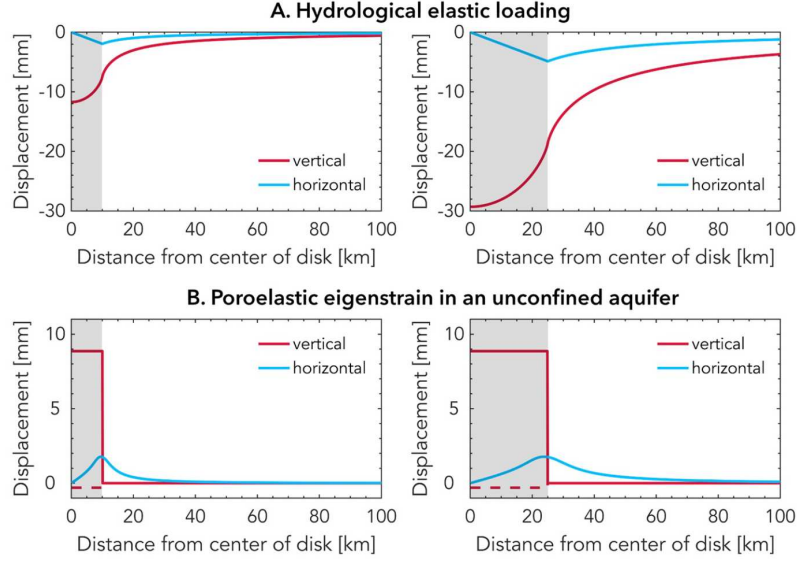 A. Hydrological elastic loading
Displacement [mm]
0
-10
-20
-30
vertical
horizontal
0 20 40 60 80 100
Distance from center of disk [km]
Displacement [mm]
0
-10
-20
-30
vertical
horizontal
0 20 40 60 80 100
Distance from center of disk [km]
B. Poroelastic eigenstrain in an unconfined aquifer
Displacement [mm]
10
5
0
vertical
horizontal
0 20 40 60 80 100
Distance from center of disk [km]
Displacement [mm]
10
5
0
vertical
horizontal
0 20 40 60 80 100
Distance from center of disk [km]